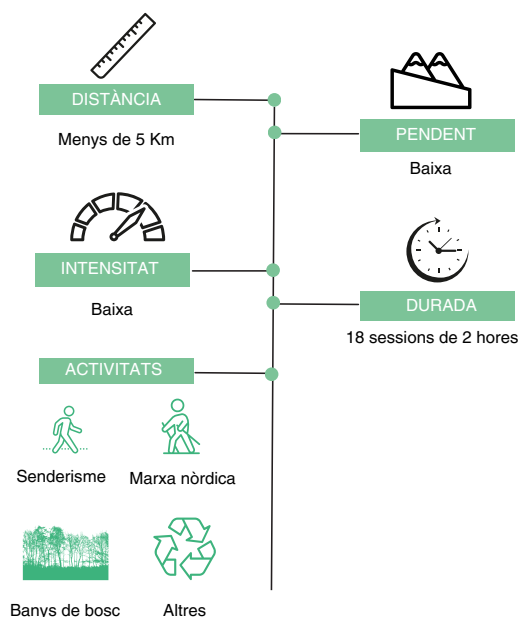 DISTÀNCIA
Menys de 5 Km
PENDENT
Baixa
INTENSITAT
Baixa
DURADA
18 sessions de 2 hores
ACTIVITATS
Senderisme
Marxa nòrdica
Banys de bosc
Altres